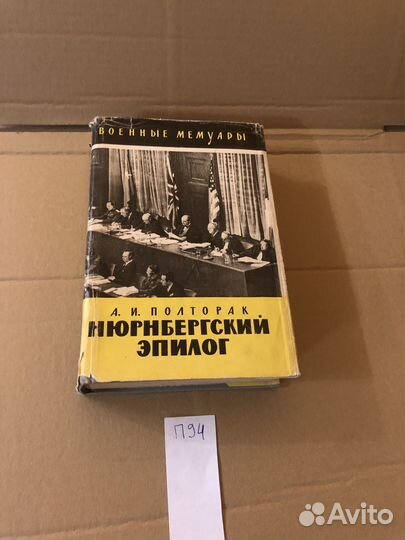 ВОЕННЫЕ МЕМУАРЫ
А. И. ПОЛТОРАК
НЮРНБЕРГСКИЙ
ЭПИЛОГ
П94
Avito